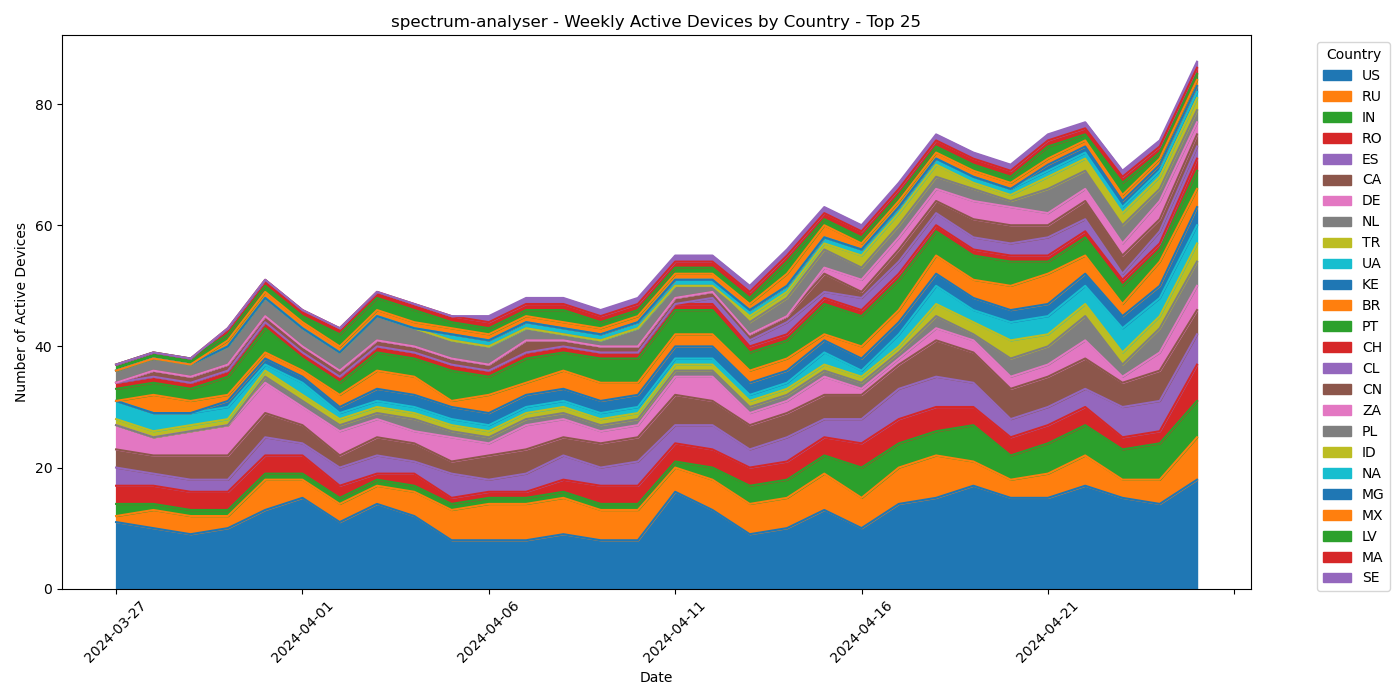 spectrum-analyser - Weekly Active Devices by Country - Top 25
Number of Active Devices
80
60
40
20
0
2024-03-27
2024-04-01
2024-04-06
2024-04-11
2024-04-16
2024-04-21
Date
Country
US
RU
IN
RO
ES
CA
DE
NL
TR
UA
KE
BR
PT
CH
CL
CN
ZA
PL
ID
NA
MG
MX
LV
MA
SE